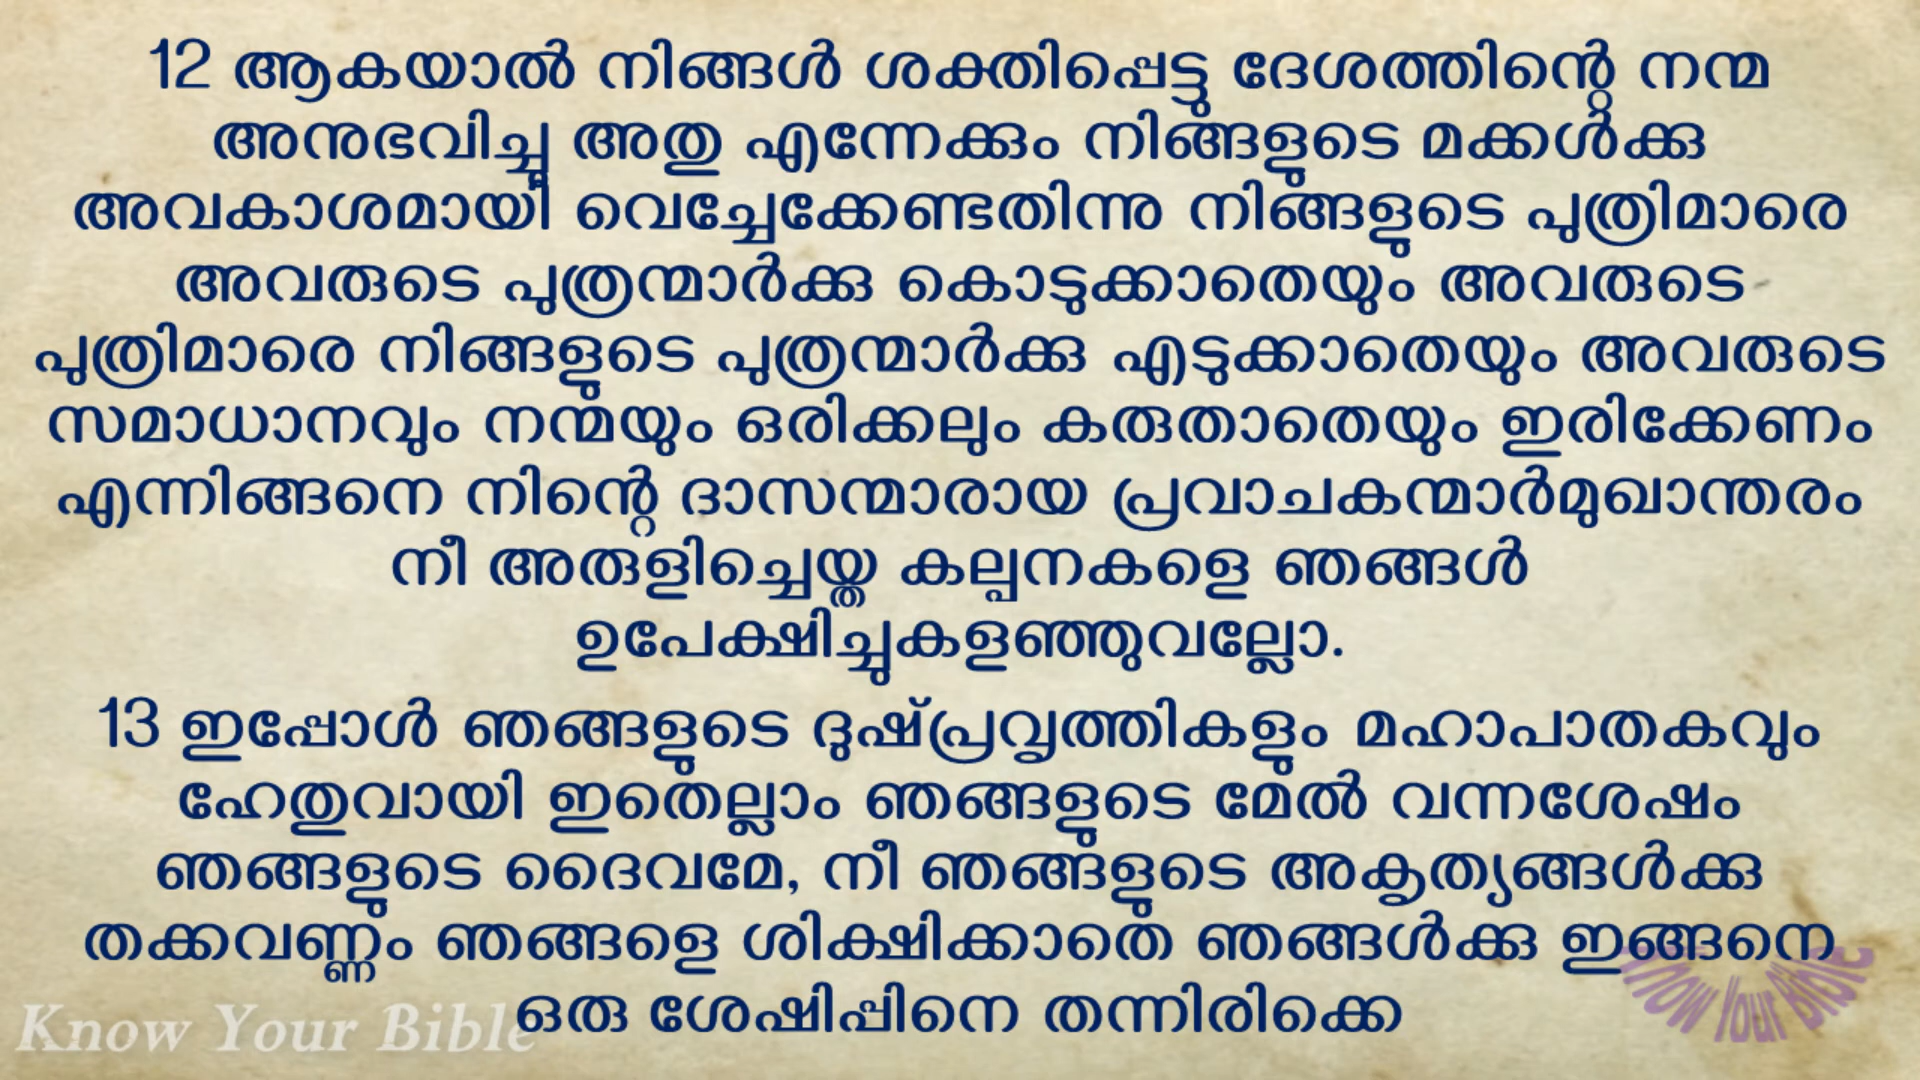 12 ആകയാൽ നിങ്ങൾ ശക്തിപ്പെട്ടു ദേശത്തിന്റെ നന്മ
അനുഭവിച്ചു അതു എന്നേക്കും നിങ്ങളുടെ മക്കൾക്കു
അവകാശമായി വെച്ചേക്കേണ്ടതിന്നു നിങ്ങളുടെ പുത്രിമാരെ
അവരുടെ പുത്രന്മാർക്കു കൊടുക്കാതെയും അവരുടെ
പുത്രിമാരെ നിങ്ങളുടെ പുത്രന്മാർക്കു എടുക്കാതെയും അവരുടെ
സമാധാനവും നന്മയും ഒരിക്കലും കരുതാതെയും ഇരിക്കേണം
എന്നിങ്ങനെ നിന്റെ ദാസന്മാരായ പ്രവാചകന്മാർമുഖാന്തരം
നീ അരുളിച്ചെയ്ത കല്പനകളെ ഞങ്ങൾ
ഉപേക്ഷിച്ചുകളഞ്ഞുവല്ലോ.
13 ഇപ്പോൾ ഞങ്ങളുടെ ദുഷ്‌പ്രവൃത്തികളും മഹാപാതകവും
ഹേതുവായി ഇതെല്ലാം ഞങ്ങളുടെ മേൽ വന്നശേഷം
ഞങ്ങളുടെ ദൈവമേ, നീ ഞങ്ങളുടെ അകൃത്യങ്ങൾക്കു
തക്കവണ്ണം ഞങ്ങളെ ശിക്ഷിക്കാതെ ഞങ്ങൾക്കു ഇങ്ങനെ
ഒരു ശേഷിപ്പിനെ തന്നിരിക്കെ
Know Your Bible
Know Your Bible